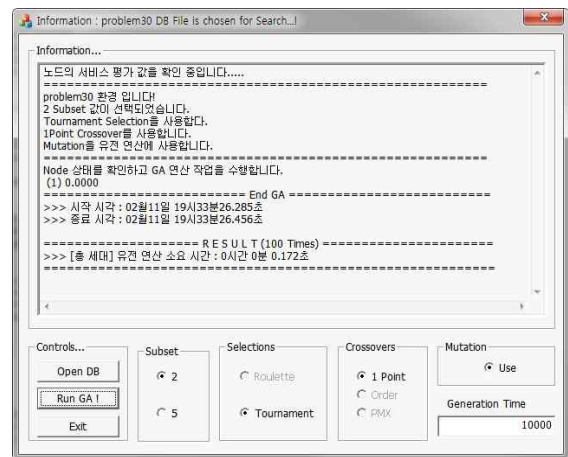 Information : problem30 DB File is chosen for Search...!
Information...
노드의 서비스 평가 값을 확인 중입니다.....
==================================================
problem30 환경 입니다!
2 Subset 값이 선택되었습니다.
Tournament Selection을 사용합다.
1Point Crossover를 사용합니다.
Mutation을 유전 연산에 사용합니다.
==================================================
Node 상태를 확인하고 GA 연산 작업을 수행합니다.
(1) 0.0000
======================= End GA =======================
>>> 시작 시각 : 02월11일 19시33분26.285초
>>> 종료 시각 : 02월11일 19시33분26.456초
================== R E S U L T (100 Times) ===================
>>> [총 세대] 유전 연산 소요 시간 : 0시간 0분 0.172초
==================================================
Controls...
Open DB
Run GA !
Exit
Subset
2
5
Selections
Roulette
Tournament
Crossovers
1 Point
Order
PMX
Mutation
Use
Generation Time
10000